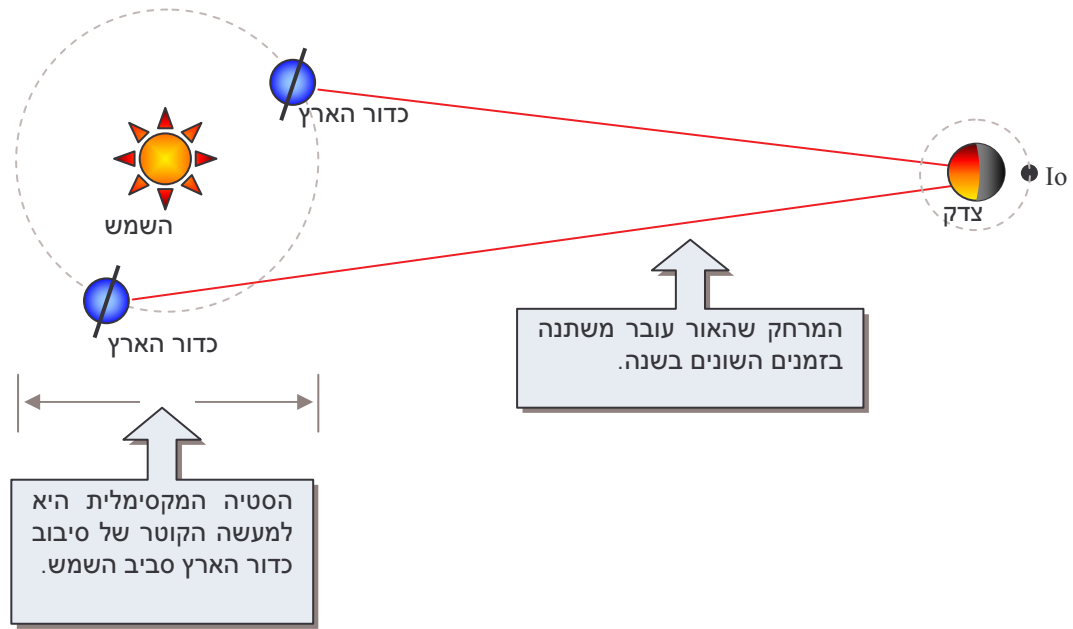 כדור הארץ
Io
צדק
השמש
כדור הארץ
המרחק שהאור עובר משתנה
בזמנים השונים בשנה.
הסטיה המקסימלית היא
למעשה הקוטר של סיבוב
כדור הארץ סביב השמש.